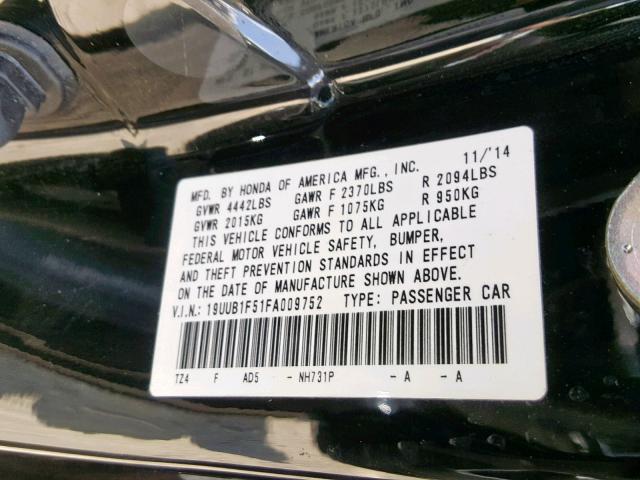 MFD. BY HONDA OF AMERICA MFG., INC. 11/'14
GVWR 4442LBS GAWR F 2370LBS R 2094LBS
GVWR 2015KG GAWR F 1075KG R 950KG
THIS VEHICLE CONFORMS TO ALL APPLICABLE
FEDERAL MOTOR VEHICLE SAFETY, BUMPER,
AND THEFT PREVENTION STANDARDS IN EFFECT
ON THE DATE OF MANUFACTURE SHOWN ABOVE.
V.I.N.: 19UUB1F51FA009752 TYPE: PASSENGER CAR
TZ4 F AD5 - NH731P - A - A